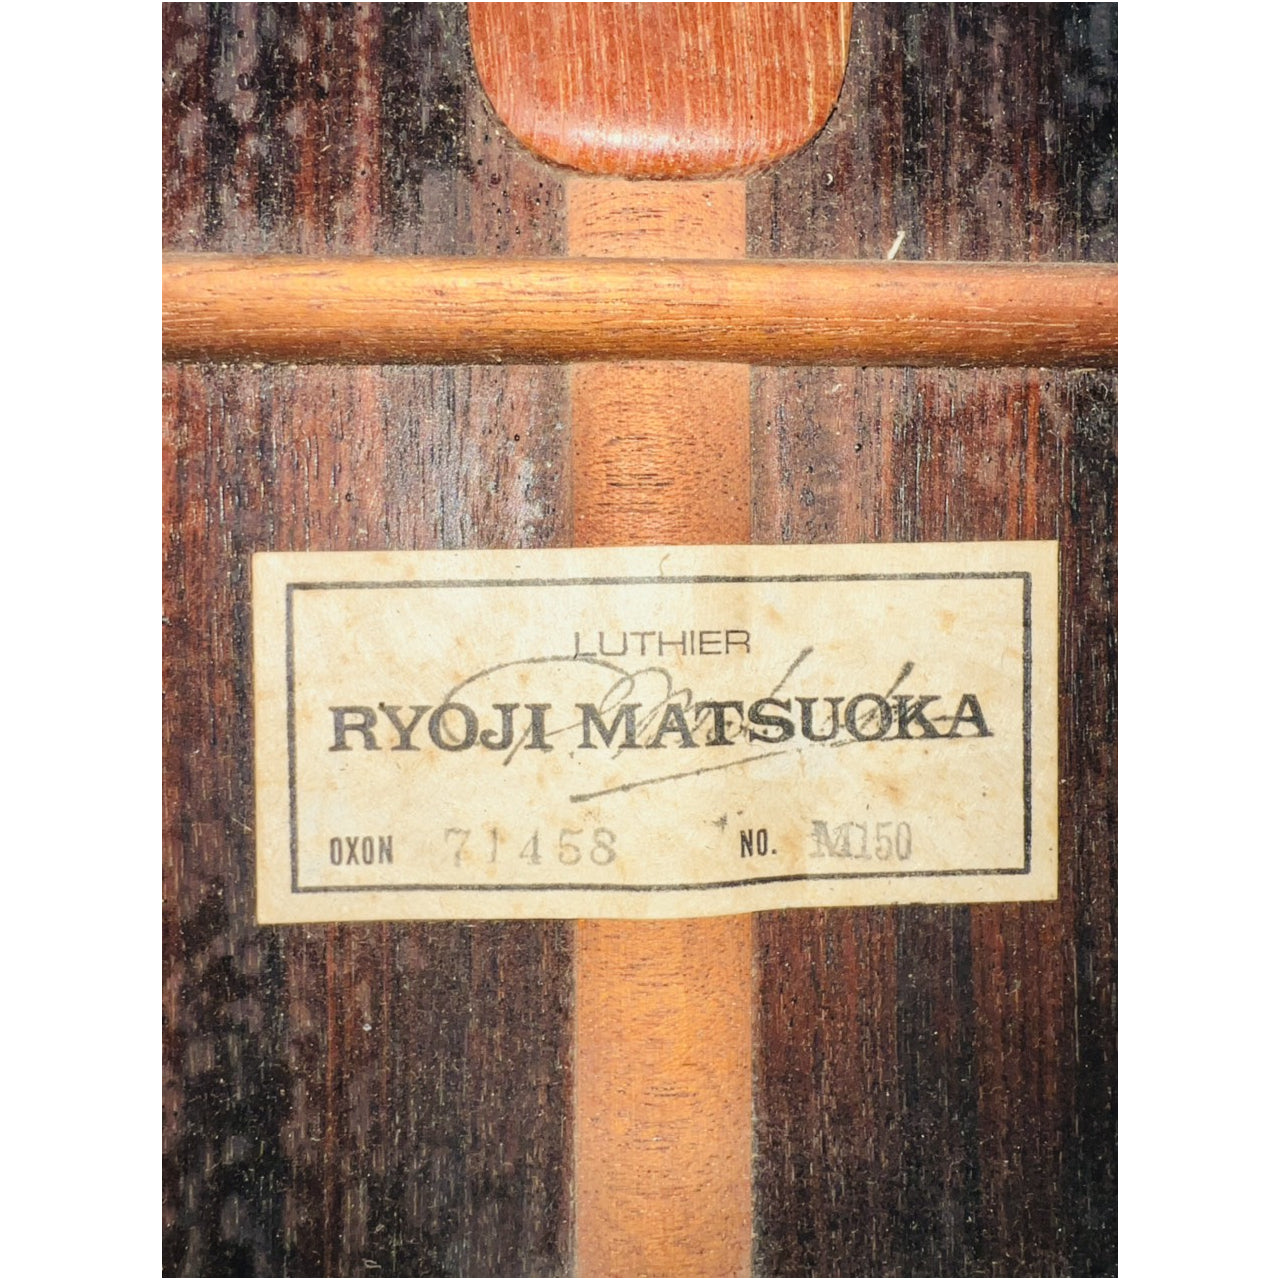 LUTHIER
RYOJI MATSUOKA
OXON 71458 NO. M150